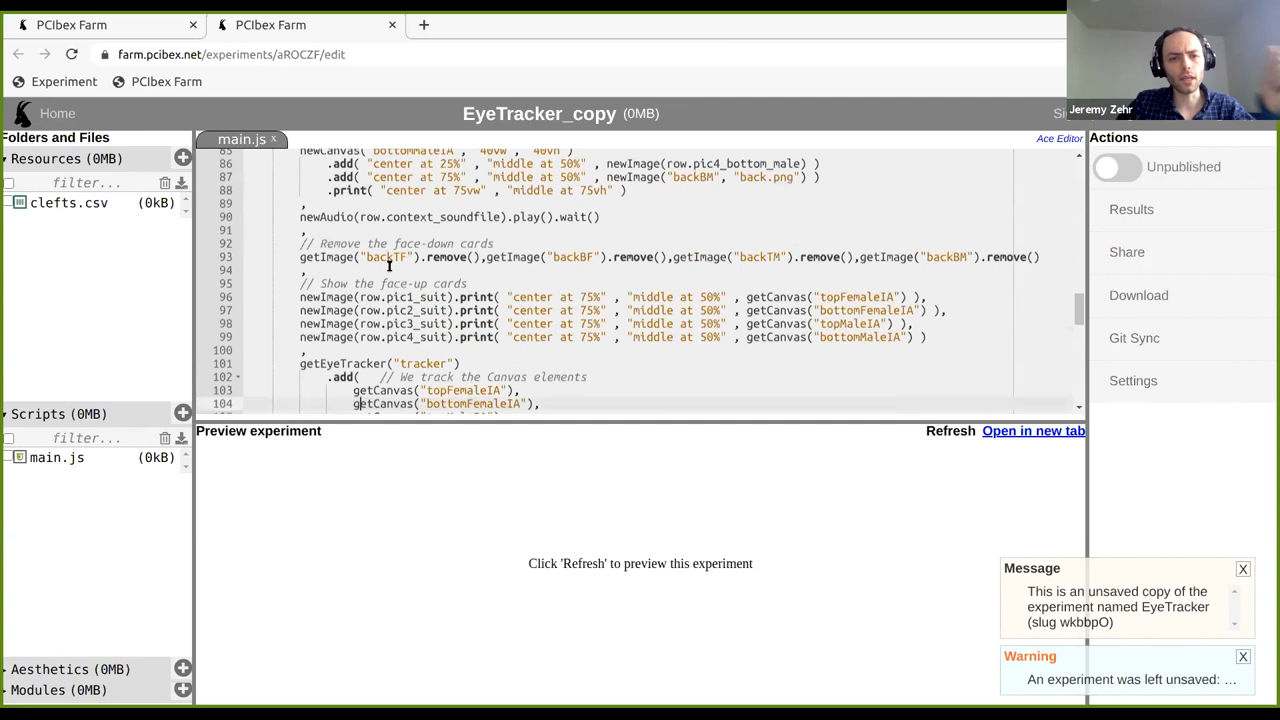 PCIbex Farm x PCIbex Farm x +
farm.pcibex.net/experiments/aROCZF/edit
Experiment PCIbex Farm
Jeremy Zehr
Home EyeTracker_copy (0MB)
Folders and Files main.js x Ace Editor Actions
Resources (0MB)
filter...
clefts.csv (0kB)
Scripts (0MB)
filter...
main.js (0kB)
Aesthetics (0MB)
Modules (0MB)
85 newCanvas( "bottomMaleIA" , "40vw" , "40vh" )
86 .add( "center at 25%" , "middle at 50%" , newImage(row.pic4_bottom_male) )
87 .add( "center at 75%" , "middle at 50%" , newImage("backBM", "back.png") )
88 .print( "center at 75vw" , "middle at 75vh" )
89 ,
90 newAudio(row.context_soundfile).play().wait()
91 ,
92 // Remove the face-down cards
93 getImage("backTF").remove(),getImage("backBF").remove(),getImage("backTM").remove(),getImage("backBM").remove()
94 ,
95 // Show the face-up cards
96 newImage(row.pic1_suit).print( "center at 75%" , "middle at 50%" , getCanvas("topFemaleIA") ),
97 newImage(row.pic2_suit).print( "center at 75%" , "middle at 50%" , getCanvas("bottomFemaleIA") ),
98 newImage(row.pic3_suit).print( "center at 75%" , "middle at 50%" , getCanvas("topMaleIA") ),
99 newImage(row.pic4_suit).print( "center at 75%" , "middle at 50%" , getCanvas("bottomMaleIA") )
100 ,
101 getEyeTracker("tracker")
102 .add( // We track the Canvas elements
103 getCanvas("topFemaleIA"),
104 getCanvas("bottomFemaleIA"),
Preview experiment Refresh Open in new tab
Click 'Refresh' to preview this experiment
Unpublished
Results
Share
Download
Git Sync
Settings
Message X
This is an unsaved copy of the
experiment named EyeTracker
(slug wkbbpO)
Warning X
An experiment was left unsaved: …